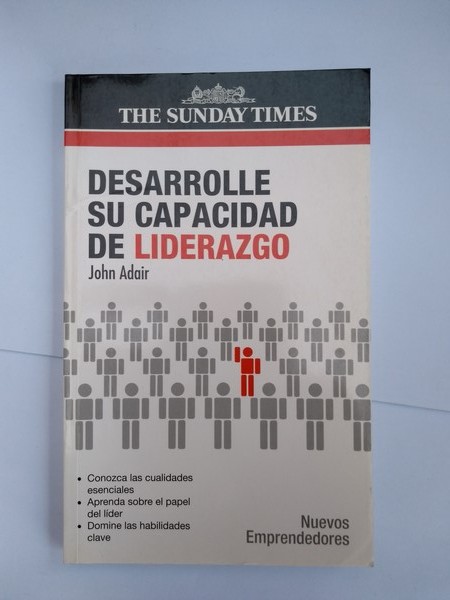 THE SUNDAY TIMES
DESARROLLE
SU CAPACIDAD
DE LIDERAZGO
John Adair
• Conozca las cualidades
esenciales
• Aprenda sobre el papel
del líder
• Domine las habilidades
clave
Nuevos
Emprendedores